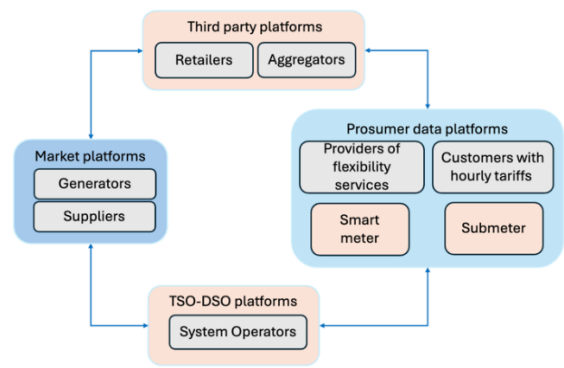 Third party platforms
Retailers
Aggregators
Prosumer data platforms
Providers of
flexibility
services
Customers with
hourly tariffs
Smart
meter
Submeter
Market platforms
Generators
Suppliers
TSO-DSO platforms
System Operators